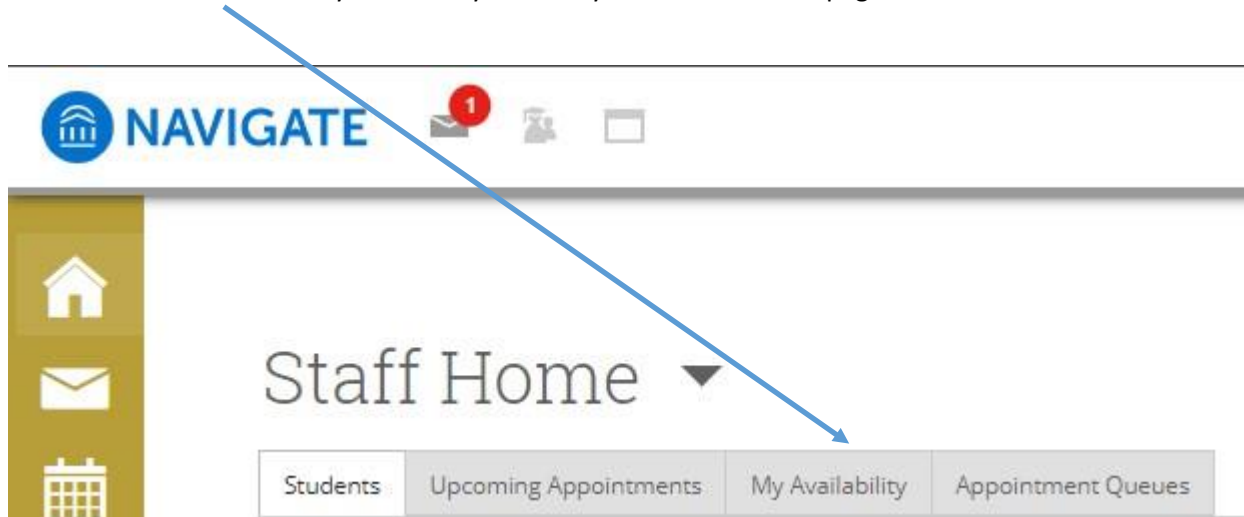 NAVIGATE 1
Staff Home
Students Upcoming Appointments My Availability Appointment Queues